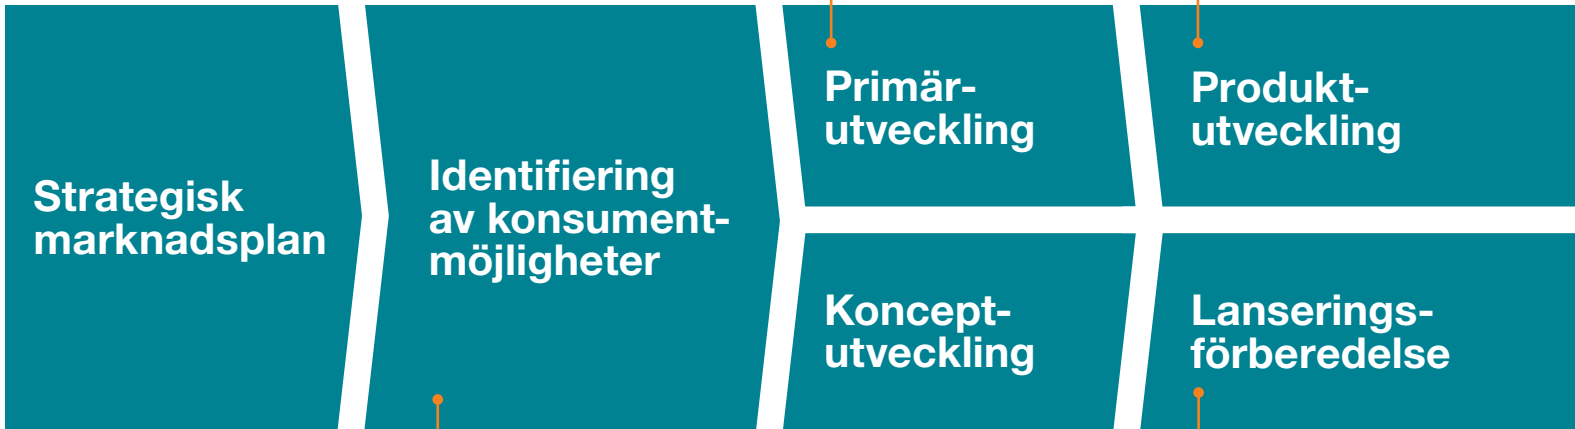 Strategisk
marknadsplan
Identifiering
av konsument-
möjligheter
Primär-
utveckling
Koncept-
utveckling
Produkt-
utveckling
Lanserings-
förberedelse